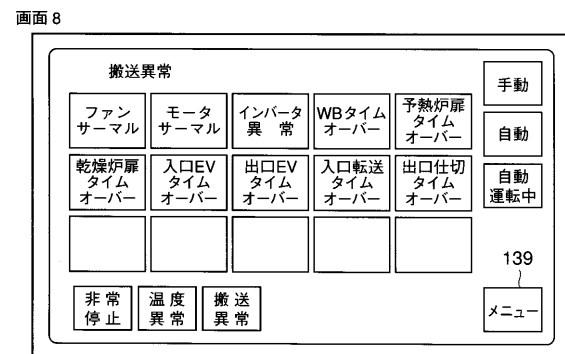 画面8
搬送異常
手動
ファン
サーマル
モータ
サーマル
インバータ
異 常
WBタイム
オーバー
予熱炉扉
タイム
オーバー
自動
乾燥炉扉
タイム
オーバー
入口EV
タイム
オーバー
出口EV
タイム
オーバー
入口転送
タイム
オーバー
出口仕切
タイム
オーバー
自動
運転中
139
非 常
停 止
温 度
異 常
搬 送
異 常
メニュー